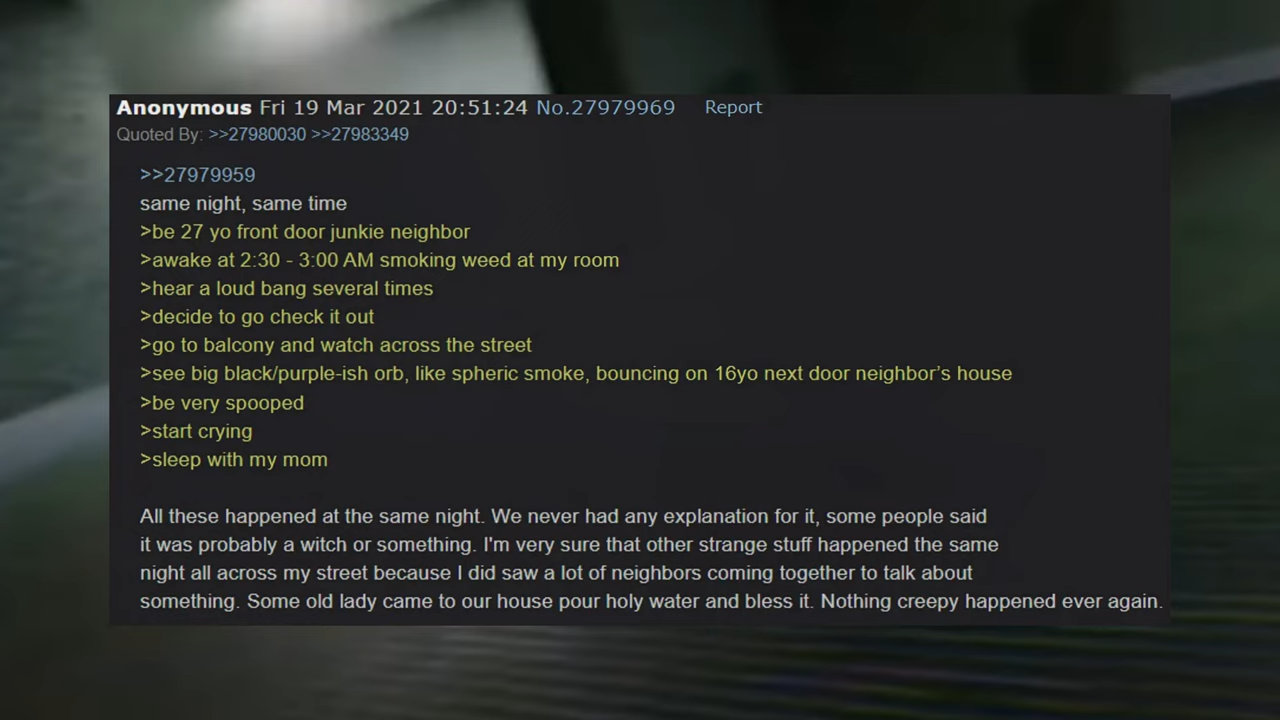 Anonymous Fri 19 Mar 2021 20:51:24 No.27979969 Report
Quoted By: >>27980030 >>27983349
>>27979959
same night, same time
>be 27 yo front door junkie neighbor
>awake at 2:30 - 3:00 AM smoking weed at my room
>hear a loud bang several times
>decide to go check it out
>go to balcony and watch across the street
>see big black/purple-ish orb, like spheric smoke, bouncing on 16yo next door neighbor’s house
>be very spooped
>start crying
>sleep with my mom
All these happened at the same night. We never had any explanation for it, some people said
it was probably a witch or something. I'm very sure that other strange stuff happened the same
night all across my street because I did saw a lot of neighbors coming together to talk about
something. Some old lady came to our house pour holy water and bless it. Nothing creepy happened ever again.